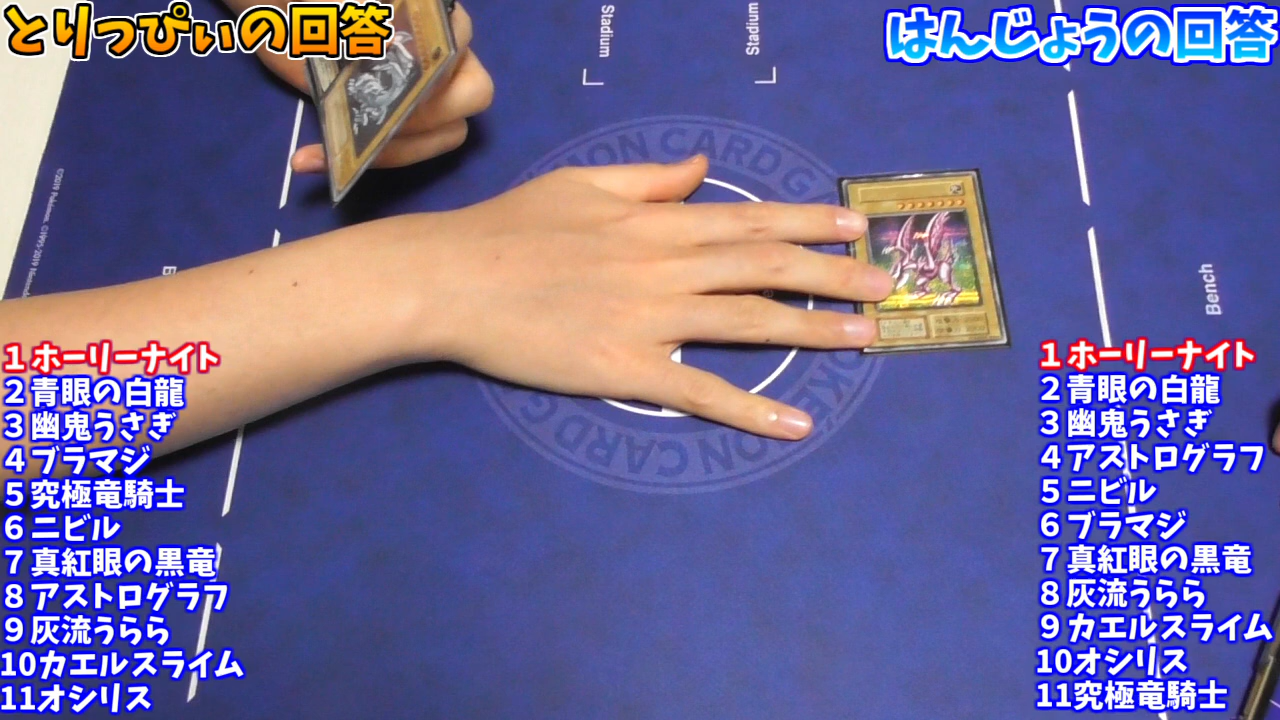 とりっぴぃの回答
はんじょうの回答
Stadium
Stadium
Bench
©2019 Pokémon. ©1995-2019 Nintendo
１ホーリーナイト
２青眼の白龍
３幽鬼うさぎ
４ブラマジ
５究極竜騎士
６ニビル
７真紅眼の黒竜
８アストログラフ
９灰流うらら
10カエルスライム
11オシリス
１ホーリーナイト
２青眼の白龍
３幽鬼うさぎ
４アストログラフ
５ニビル
６ブラマジ
７真紅眼の黒竜
８灰流うらら
９カエルスライム
10オシリス
11究極竜騎士